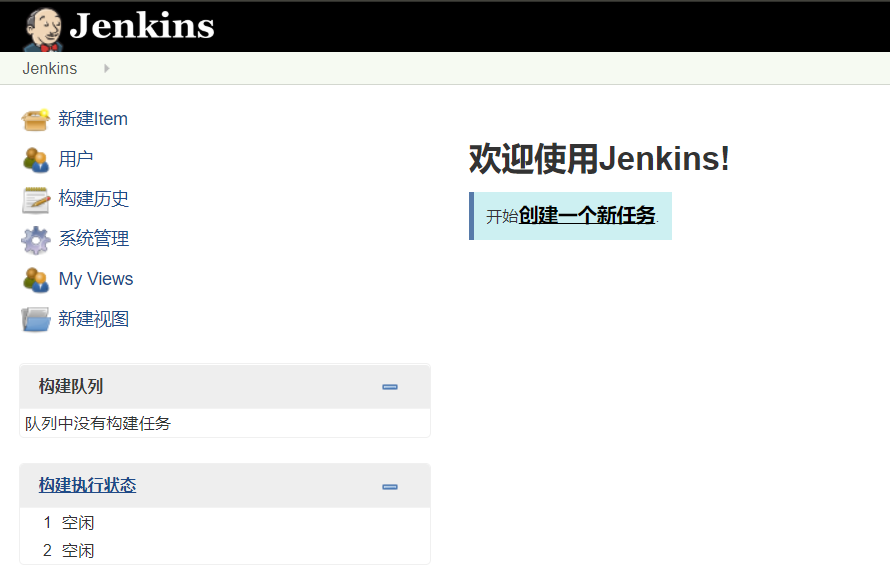 Jenkins
Jenkins
新建Item
用户
构建历史
系统管理
My Views
新建视图
欢迎使用Jenkins!
开始创建一个新任务.
构建队列
队列中没有构建任务
构建执行状态
1 空闲
2 空闲